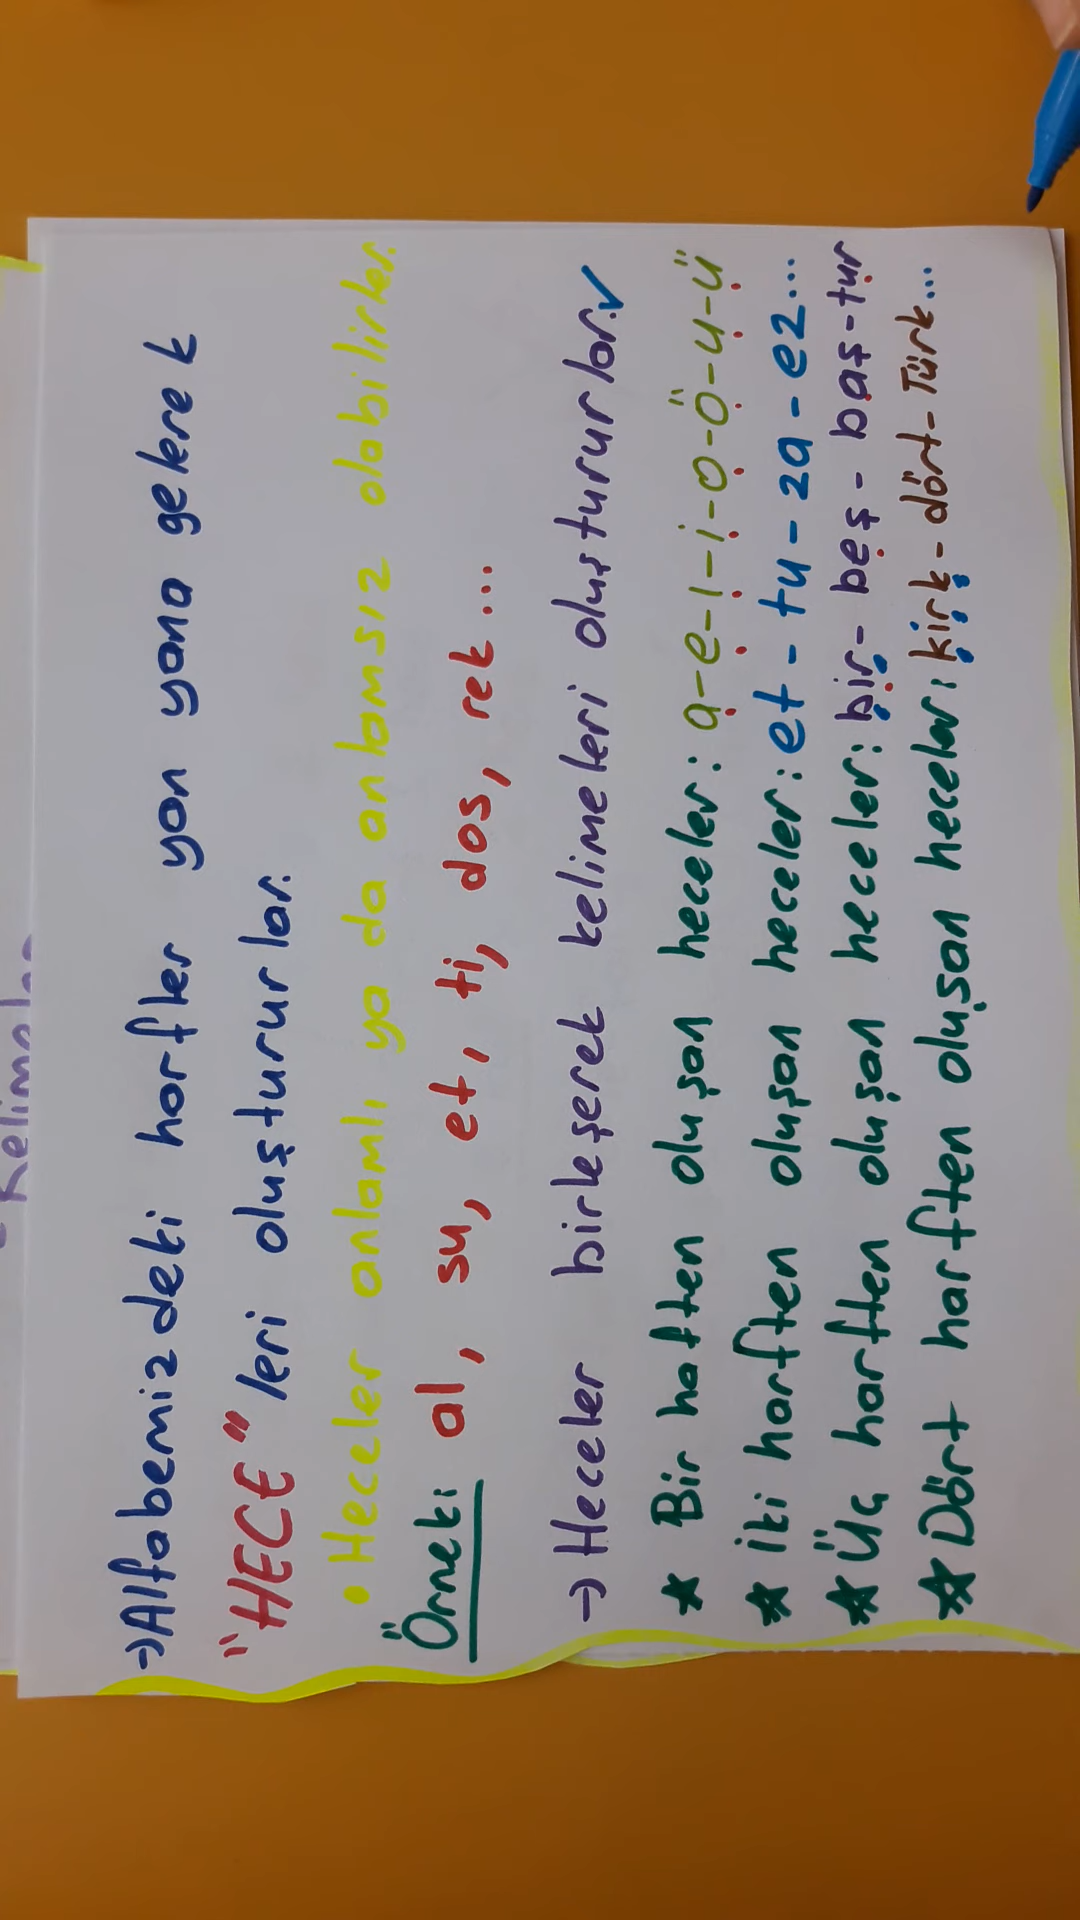 →Alfabemizdeki harfler yan yana gelerek
"HECE"leri oluştururlar.
• Heceler anlamlı ya da anlamsız olabilirler.
Örnek: al, su, et, ti, dos, rek...
→Heceler birleşerek kelimeleri oluştururlar.✓
* Bir haften oluşan heceler: a-e-ı-i-o-ö-u-ü
* İki harften oluşan heceler: et - tu - za - ez...
* Üç harften oluşan heceler: bir - beş - baş - tur
* Dört harften oluşan heceler: kırk - dört - Türk...
Kelimeler